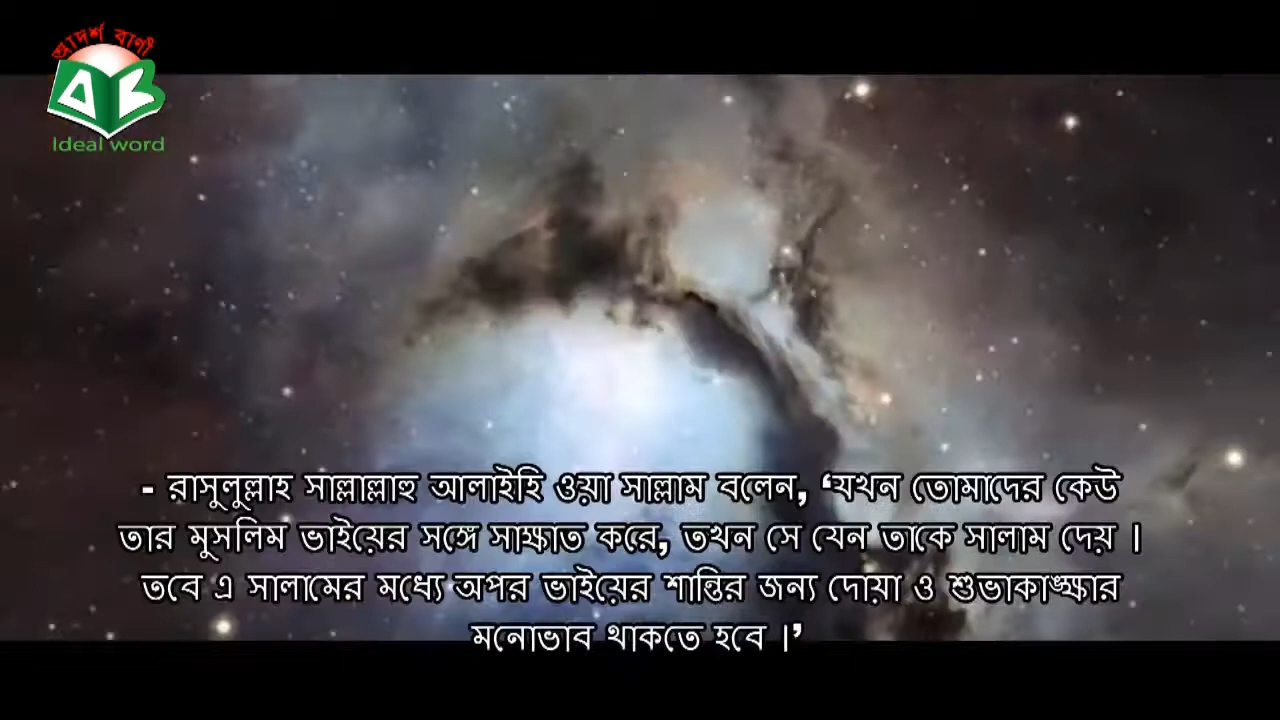 আদর্শ বাণী
Ideal word
- রাসুলুল্লাহ সাল্লাল্লাহু আলাইহি ওয়া সাল্লাম বলেন, ‘যখন তোমাদের কেউ
তার মুসলিম ভাইয়ের সঙ্গে সাক্ষাত করে, তখন সে যেন তাকে সালাম দেয় ।
তবে এ সালামের মধ্যে অপর ভাইয়ের শান্তির জন্য দোয়া ও শুভাকাঙ্ক্ষার
মনোভাব থাকতে হবে ।’